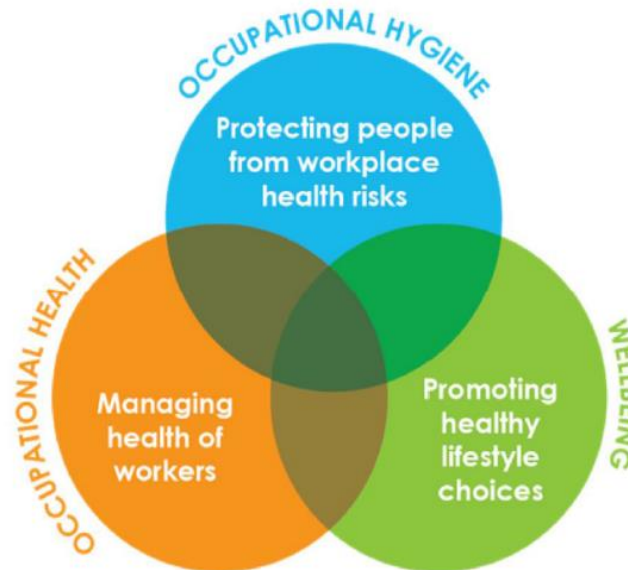 OCCUPATIONAL HYGIENE
Protecting people
from workplace
health risks
OCCUPATIONAL HEALTH
Managing
health of
workers
WELLBEING
Promoting
healthy
lifestyle
choices